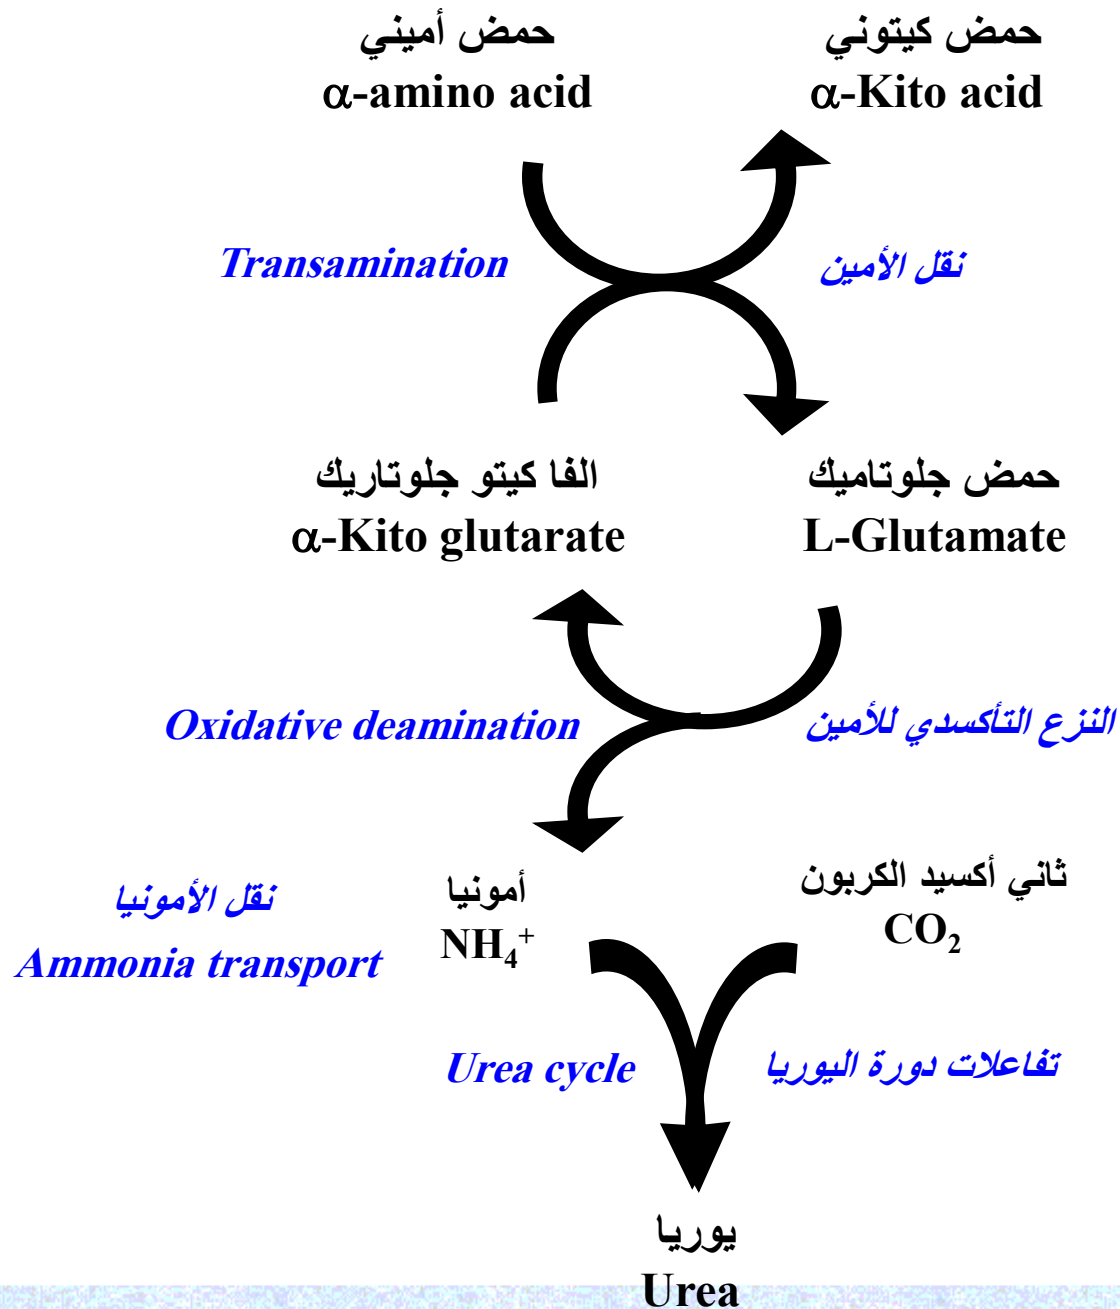 حمض أميني
α-amino acid
حمض كيتوني
α-Kito acid
Transamination
نقل الأمين
الفا كيتو جلوتاريك
α-Kito glutarate
حمض جلوتاميك
L-Glutamate
Oxidative deamination
النزع التأكسدي للأمين
نقل الأمونيا
Ammonia transport
أمونيا
NH₄⁺
ثاني أكسيد الكربون
CO₂
Urea cycle
تفاعلات دورة اليوريا
يوريا
Urea